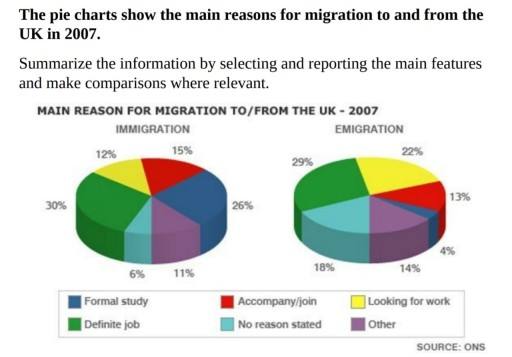 The pie charts show the main reasons for migration to and from the
UK in 2007.
Summarize the information by selecting and reporting the main features
and make comparisons where relevant.
MAIN REASON FOR MIGRATION TO/FROM THE UK - 2007
IMMIGRATION
EMIGRATION
12%
15%
30%
26%
6%
11%
29%
22%
13%
4%
18%
14%
Formal study
Accompany/join
Looking for work
Definite job
No reason stated
Other
SOURCE: ONS